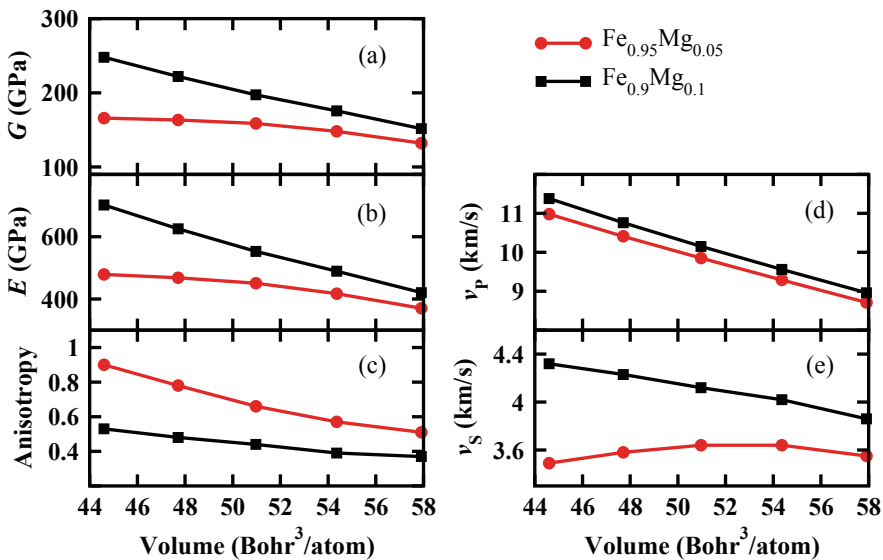 300
200
100
G (GPa)
(a)
Fe0.95Mg0.05
Fe0.9Mg0.1
600
400
E (GPa)
(b)
11
10
9
vP (km/s)
(d)
1
0.8
0.6
0.4
Anisotropy
(c)
4.4
4
3.6
vS (km/s)
(e)
44 46 48 50 52 54 56 58
Volume (Bohr3/atom)
44 46 48 50 52 54 56 58
Volume (Bohr3/atom)